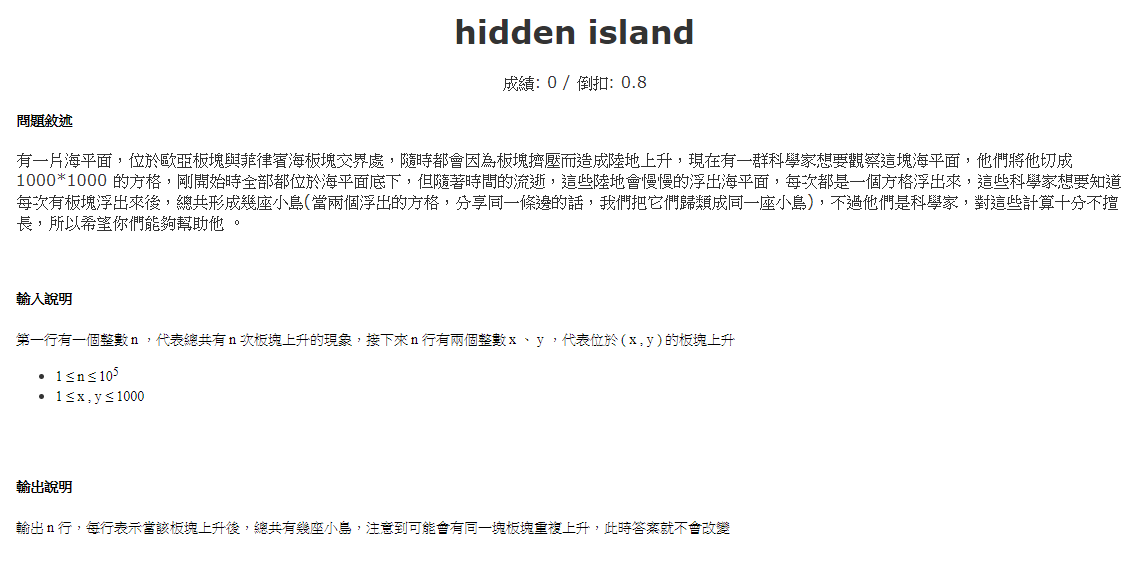 hidden island
成績: 0 / 倒扣: 0.8
問題敘述
有一片海平面，位於歐亞板塊與菲律賓海板塊交界處，隨時都會因為板塊擠壓而造成陸地上升，現在有一群科學家想要觀察這塊海平面，他們將他切成
1000*1000 的方格，剛開始時全部都位於海平面底下，但隨著時間的流逝，這些陸地會慢慢的浮出海平面，每次都是一個方格浮出來，這些科學家想要知道
每次有板塊浮出來後，總共形成幾座小島(當兩個浮出的方格，分享同一條邊的話，我們把它們歸類成同一座小島)，不過他們是科學家，對這些計算十分不擅
長，所以希望你們能夠幫助他 。
輸入說明
第一行有一個整數 n ，代表總共有 n 次板塊上升的現象，接下來 n 行有兩個整數 x 、 y ，代表位於 ( x , y ) 的板塊上升
• 1 ≤ n ≤ 10⁵
• 1 ≤ x , y ≤ 1000
輸出說明
輸出 n 行，每行表示當該板塊上升後，總共有幾座小島，注意到可能會有同一塊板塊重複上升，此時答案就不會改變